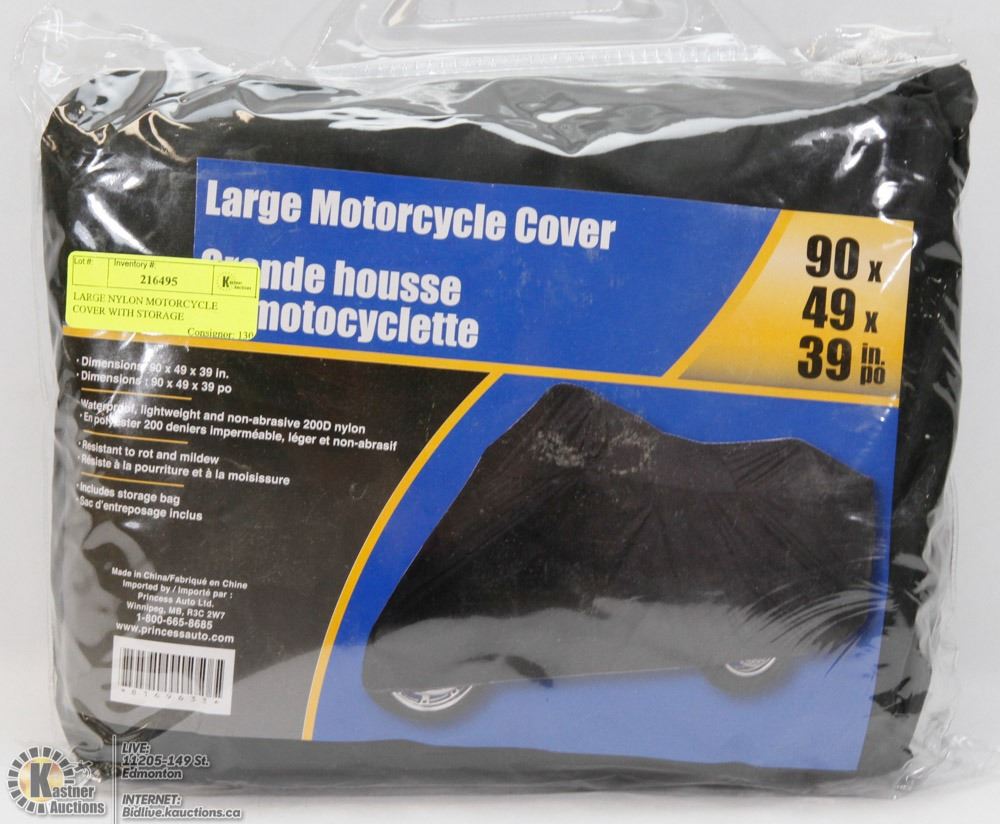 Large Motorcycle Cover
Grande housse
motocyclette
90 x
49 x
39 in.
po
Lot #: Inventory #:
216495
Kastner
Auctions
LARGE NYLON MOTORCYCLE
COVER WITH STORAGE
Consignor: 130
· Dimensions: 90 x 49 x 39 in.
· Dimensions : 90 x 49 x 39 po
· Waterproof, lightweight and non-abrasive 200D nylon
· En polyester 200 deniers imperméable, léger et non-abrasif
· Resistant to rot and mildew
· Résiste à la pourriture et à la moisissure
· Includes storage bag
· Sac d'entreposage inclus
Made in China/Fabriqué en Chine
Imported by / Importé par :
Princess Auto Ltd.
Winnipeg, MB, R3C 2W7
1-800-665-8685
www.princessauto.com
*8169633*
Kastner
Auctions
LIVE:
11205-149 St.
Edmonton
INTERNET:
Bidlive.kauctions.ca